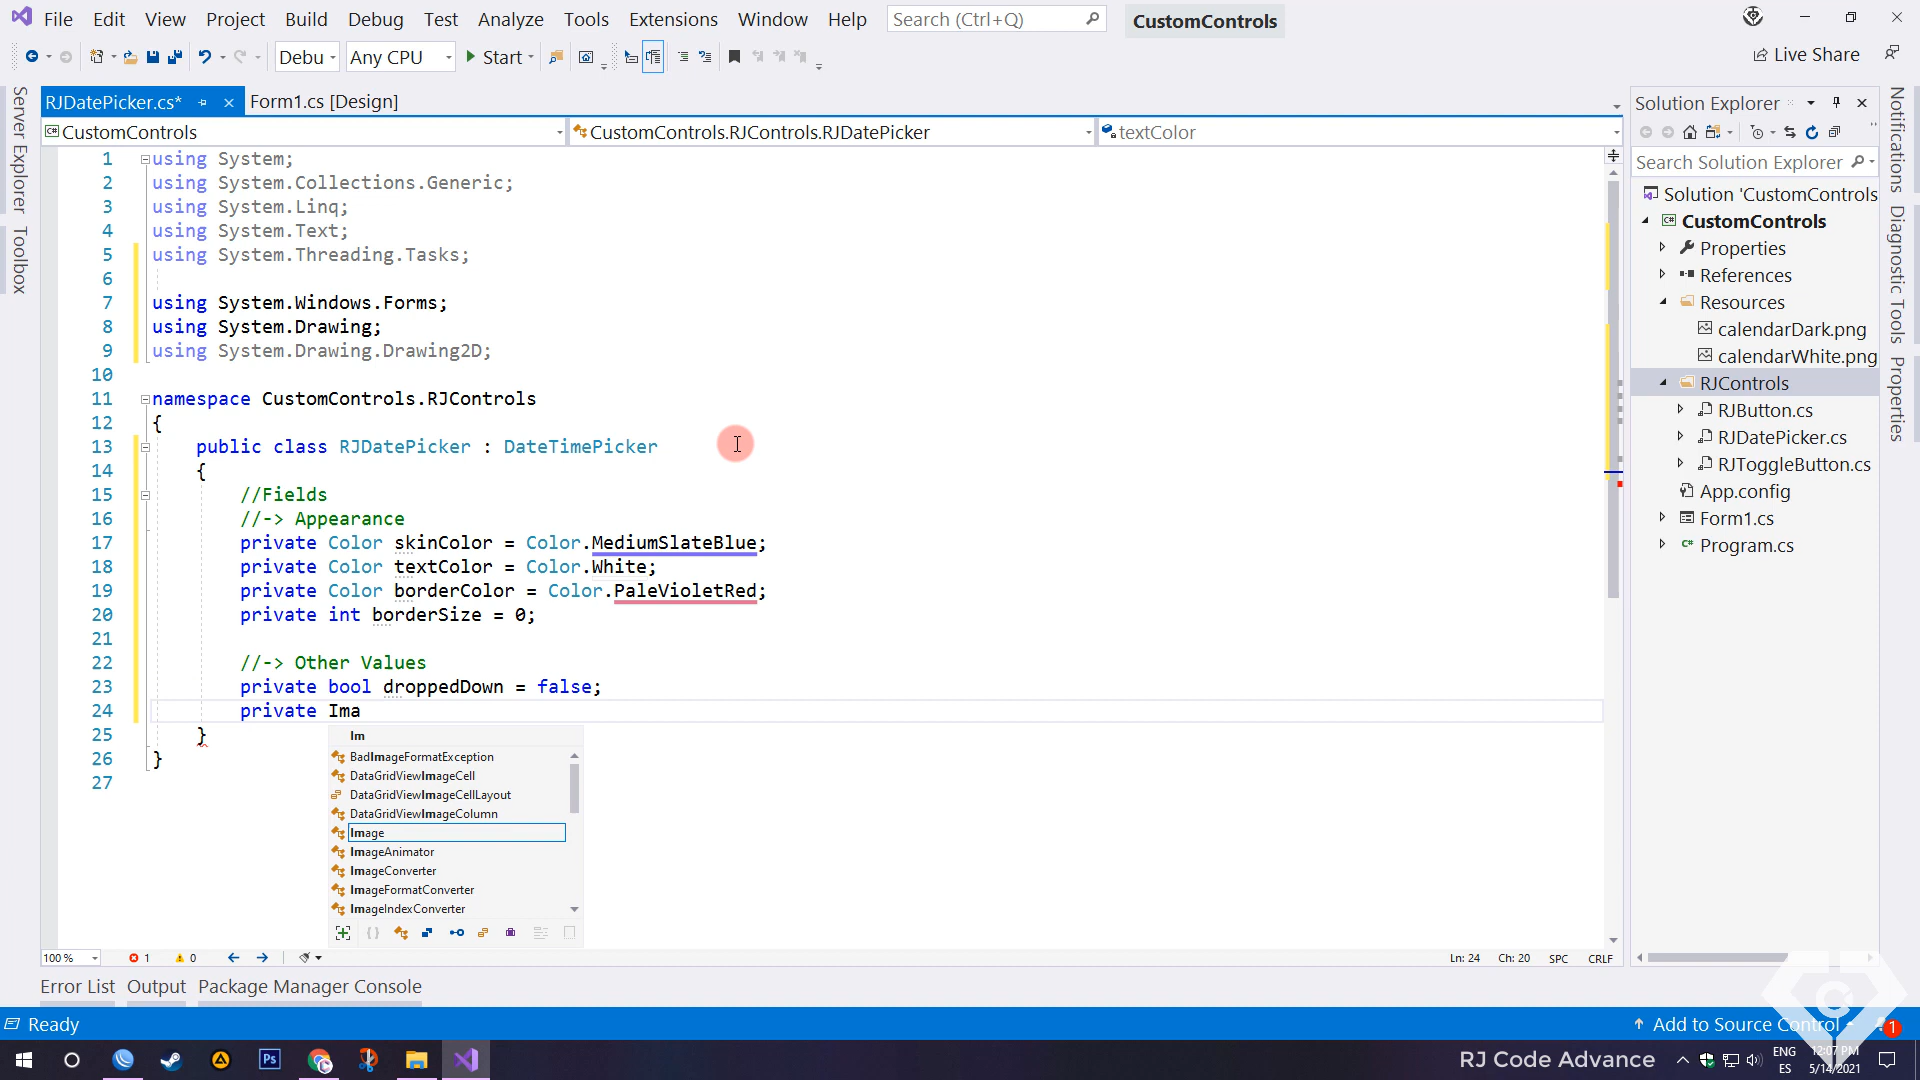 File Edit View Project Build Debug Test Analyze Tools Extensions Window Help Search (Ctrl+Q) CustomControls
Debu Any CPU Start Live Share
RJDatePicker.cs* Form1.cs [Design]
CustomControls CustomControls.RJControls.RJDatePicker textColor
Server Explorer
Toolbox
1 using System;
2 using System.Collections.Generic;
3 using System.Linq;
4 using System.Text;
5 using System.Threading.Tasks;
6
7 using System.Windows.Forms;
8 using System.Drawing;
9 using System.Drawing.Drawing2D;
10
11 namespace CustomControls.RJControls
12 {
13 public class RJDatePicker : DateTimePicker
14 {
15 //Fields
16 //-> Appearance
17 private Color skinColor = Color.MediumSlateBlue;
18 private Color textColor = Color.White;
19 private Color borderColor = Color.PaleVioletRed;
20 private int borderSize = 0;
21
22 //-> Other Values
23 private bool droppedDown = false;
24 private Ima
25 }
26 }
27
Im
BadImageFormatException
DataGridViewImageCell
DataGridViewImageCellLayout
DataGridViewImageColumn
Image
ImageAnimator
ImageConverter
ImageFormatConverter
ImageIndexConverter
100 % 1 0 Ln: 24 Ch: 20 SPC CRLF
Solution Explorer
Search Solution Explorer
Solution 'CustomControls
CustomControls
Properties
References
Resources
calendarDark.png
calendarWhite.png
RJControls
RJButton.cs
RJDatePicker.cs
RJToggleButton.cs
App.config
Form1.cs
Program.cs
Notifications
Diagnostic Tools
Properties
Error List Output Package Manager Console
Ready Add to Source Control 1
Ps RJ Code Advance ENG 12:07 PM
ES 5/14/2021